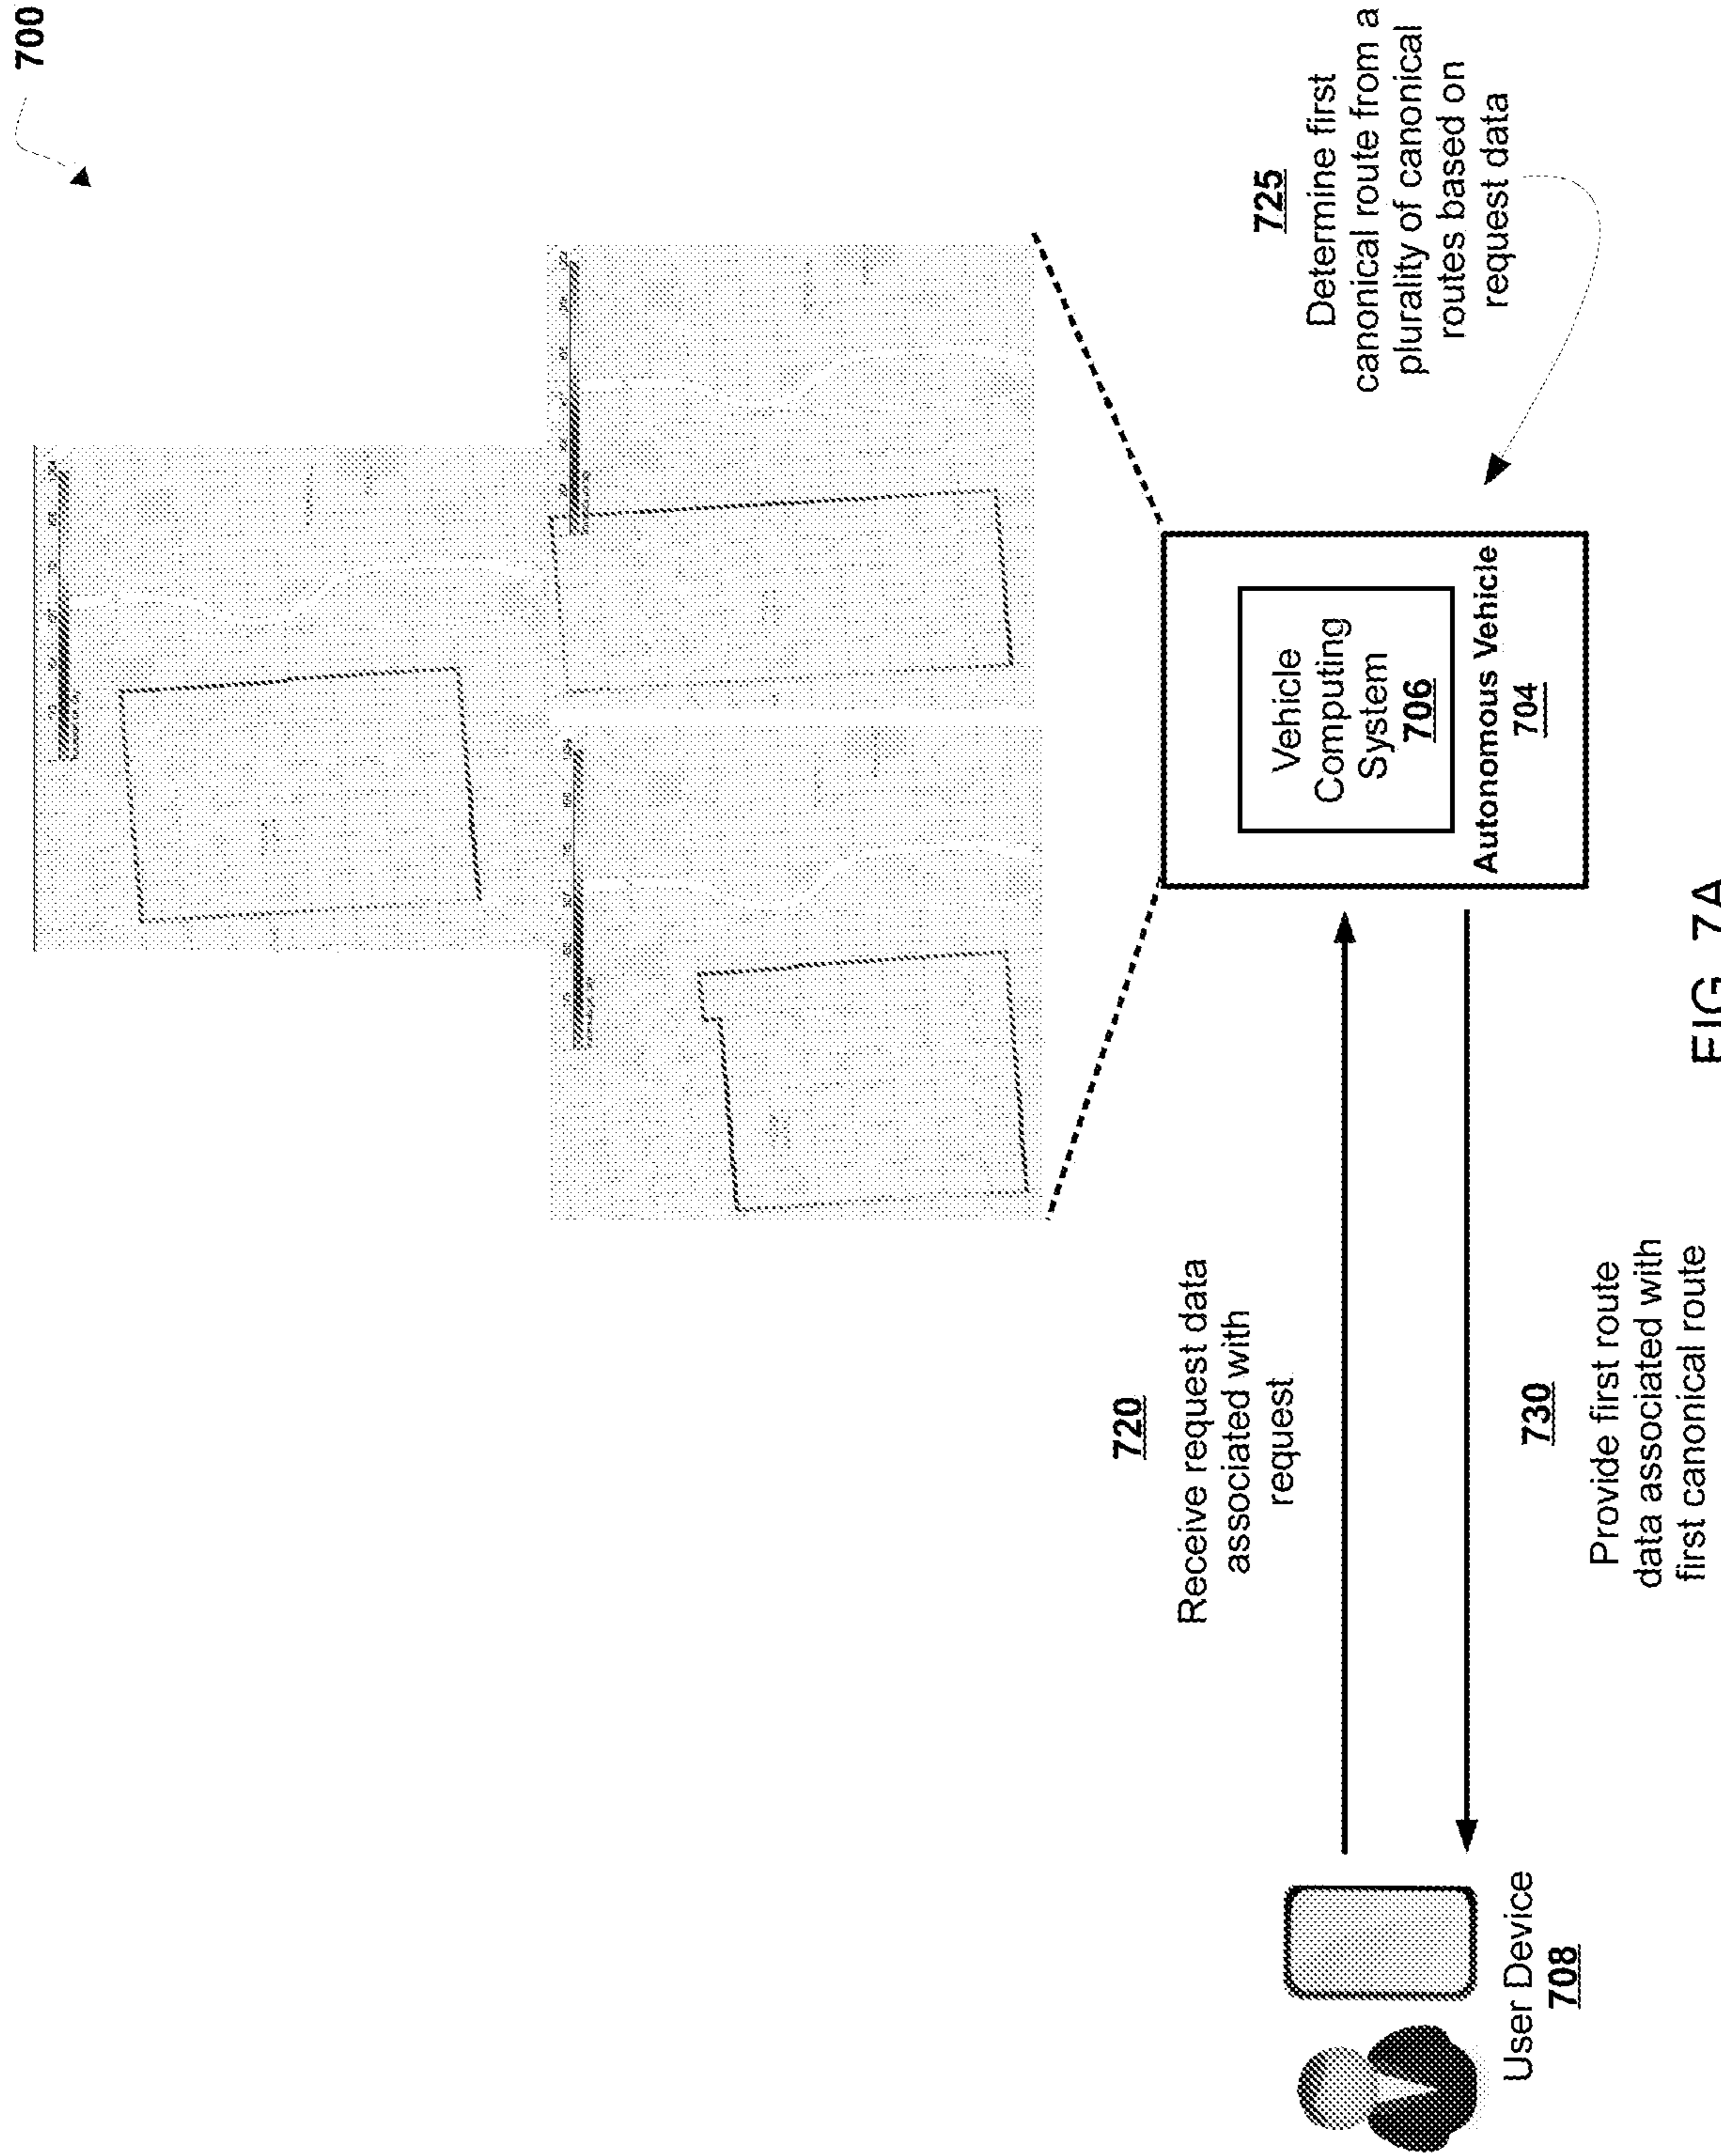 700
725
Determine first
canonical route from a
plurality of canonical
routes based on
request data
720
Receive request data
associated with
request
Vehicle
Computing
System
706
Autonomous Vehicle
704
User Device
708
730
Provide first route
data associated with
first canonical route
FIG. 7A